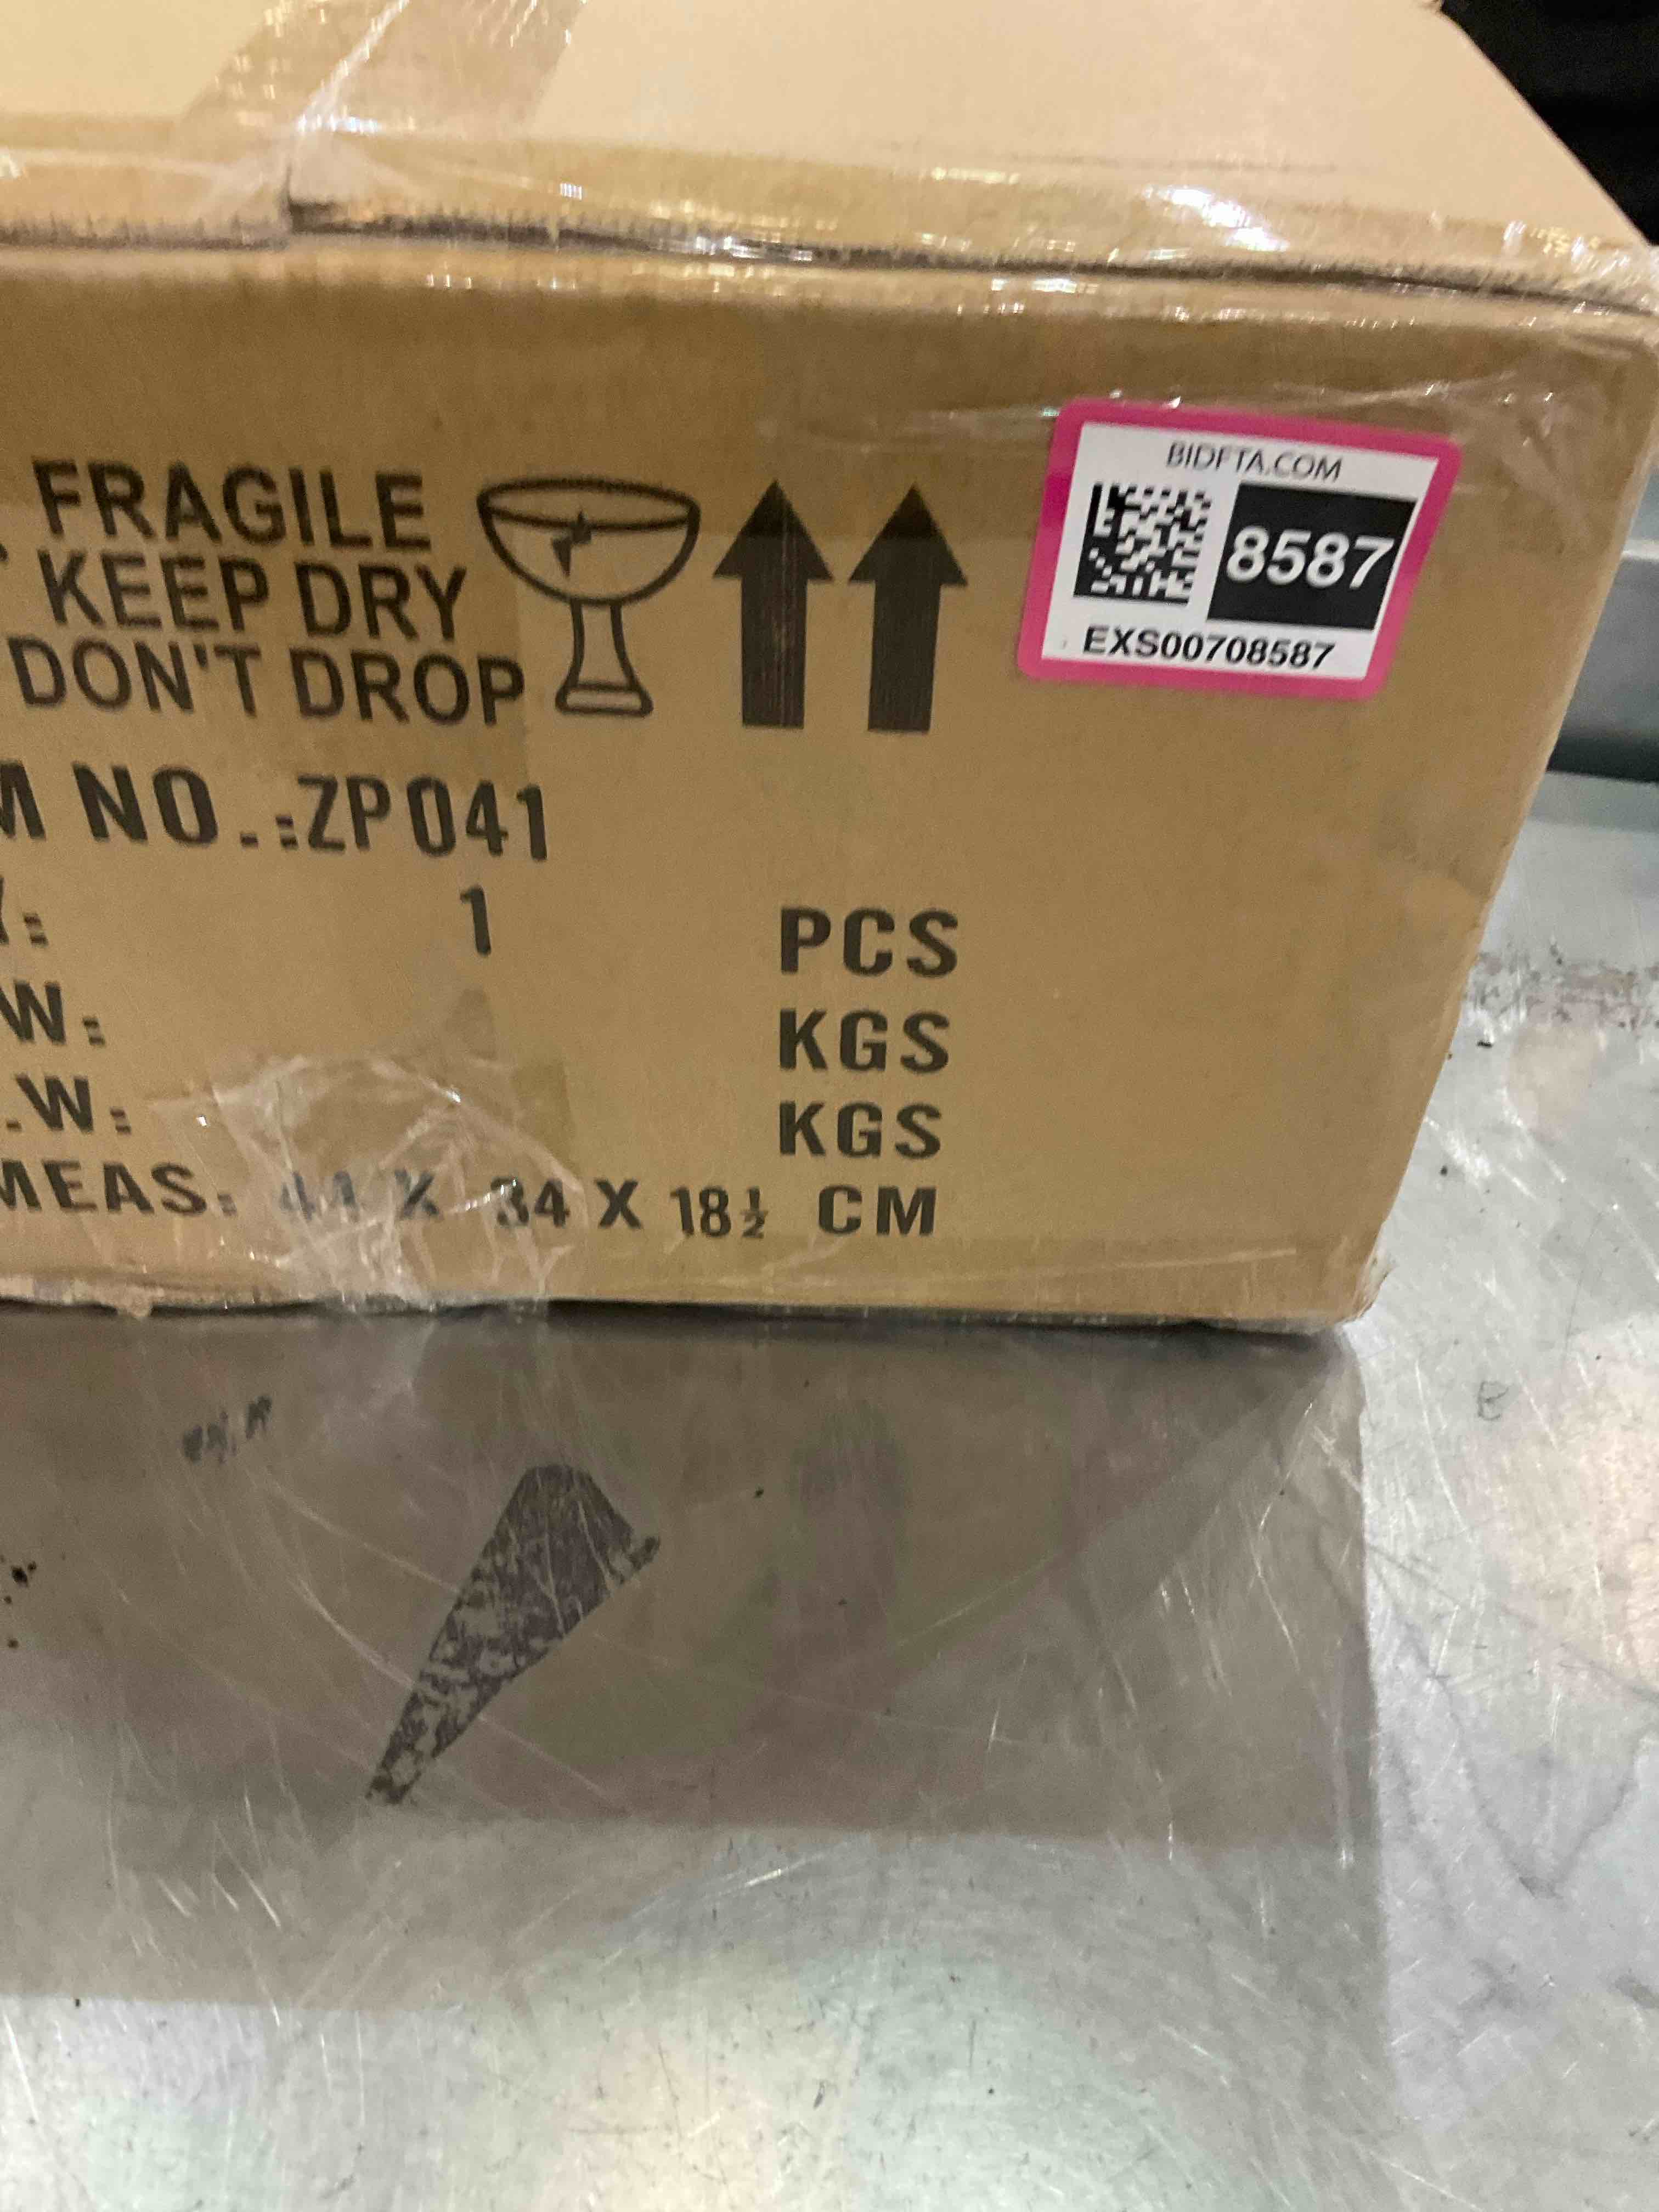 FRAGILE
KEEP DRY
DON'T DROP
M NO.:ZP041
Y: 1 PCS
W: KGS
.W: KGS
MEAS: 44 X 34 X 18½ CM
BIDFTA.COM
8587
EXS00708587